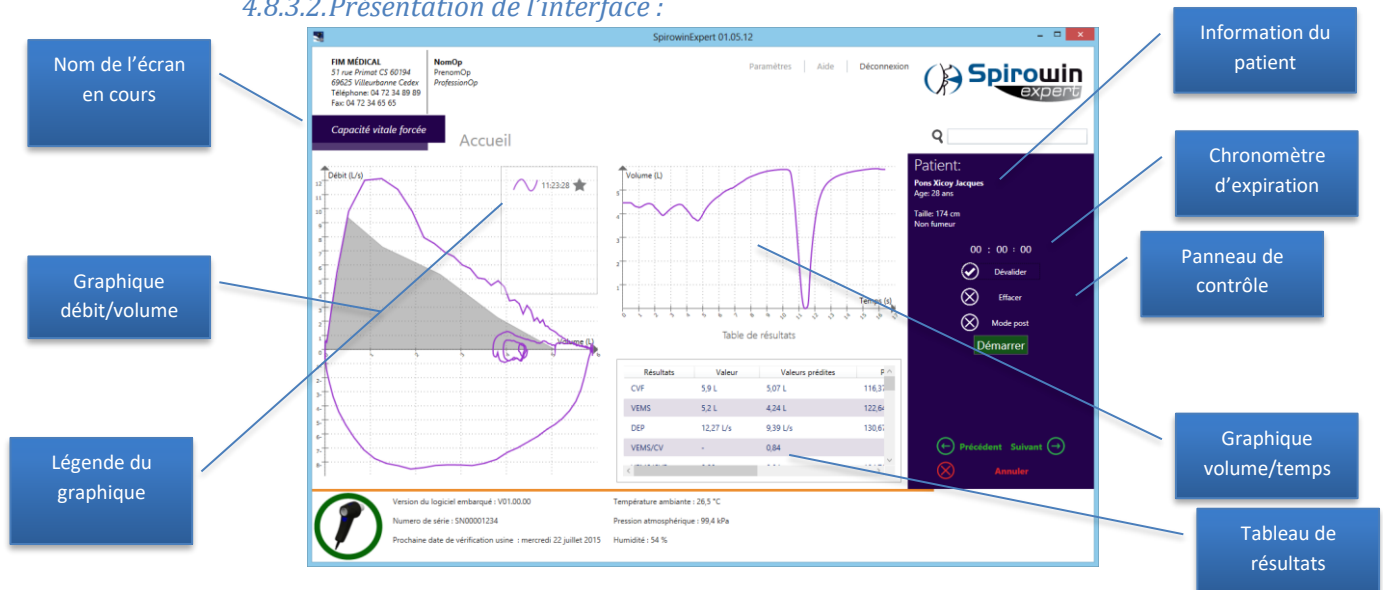 4.8.3.2.Présentation de l'interface :
Nom de l'écran
en cours
Graphique
débit/volume
Légende du
graphique
SpirowinExpert 01.05.12
FIM MÉDICAL
51 rue Primat CS 60194
69625 Villeurbanne Cedex
Téléphone: 04 72 34 89 89
Fax: 04 72 34 65 65
NomOp
PrenomOp
ProfessionOp
Paramètres
Aide
Déconnexion
Spirowin
expert
Capacité vitale forcée
Accueil
Débit (L/s)
11:23:28
Volume (L)
Volume (L)
Temps (s)
Table de résultats
Résultats Valeur Valeurs prédites
CVF 5,9 L 5,07 L 116,37
VEMS 5,2 L 4,24 L 122,64
DEP 12,27 L/s 9,39 L/s 130,67
VEMS/CV - 0,84
Patient:
Pons Xicoy Jacques
Age: 28 ans
Taille: 174 cm
Non fumeur
00 : 00 : 00
Dévalider
Effacer
Mode post
Démarrer
Précédent Suivant
Annuler
Version du logiciel embarqué : V01.00.00
Numero de série : SN00001234
Prochaine date de vérification usine : mercredi 22 juillet 2015
Température ambiante : 26,5 °C
Pression atmosphérique : 99,4 kPa
Humidité : 54 %
Information du
patient
Chronomètre
d'expiration
Panneau de
contrôle
Graphique
volume/temps
Tableau de
résultats